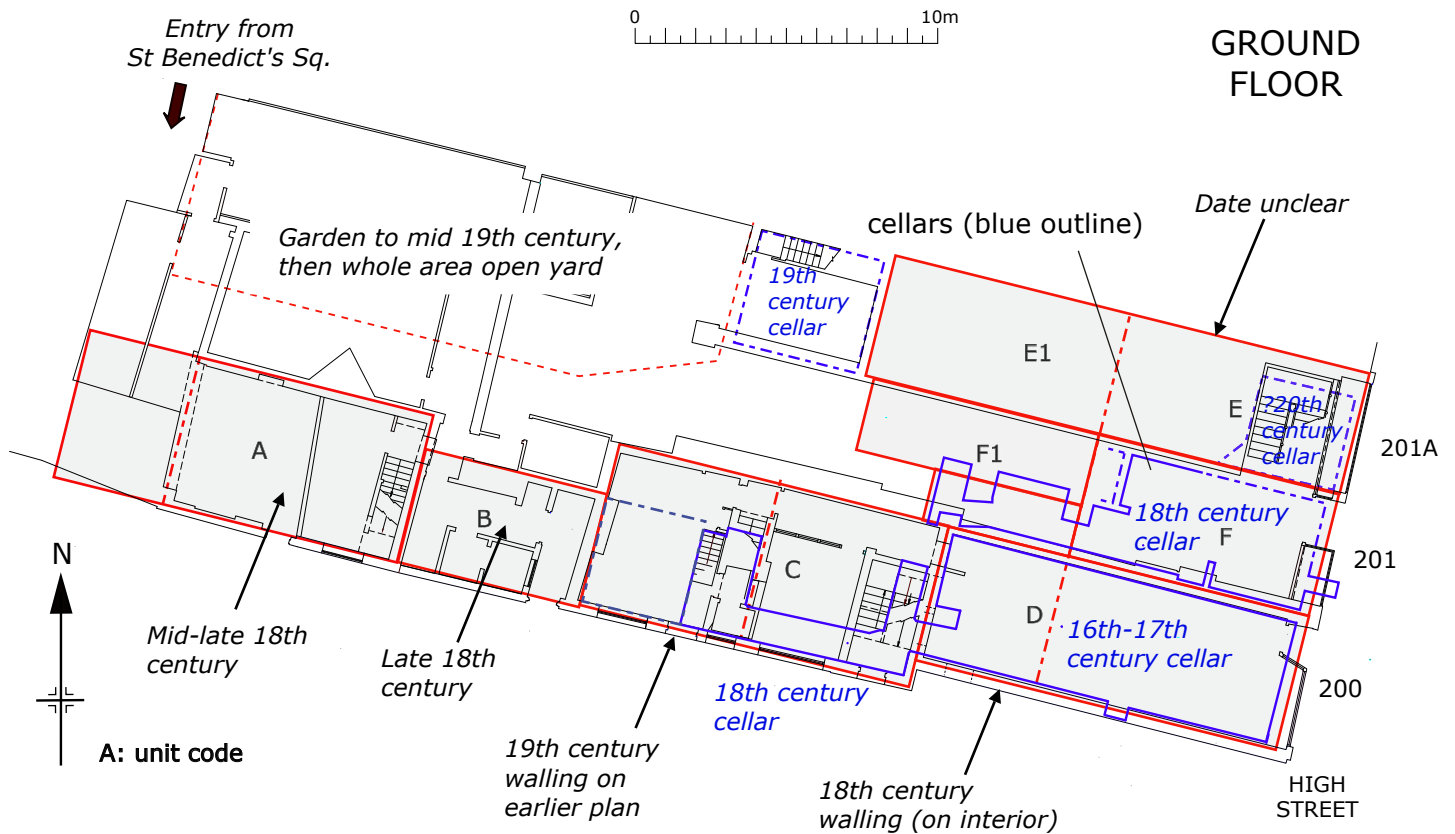 Entry from
St Benedict's Sq.
0
10m
GROUND
FLOOR
Garden to mid 19th century,
then whole area open yard
19th
century
cellar
cellars (blue outline)
Date unclear
E1
E
?20th
century
cellar
201A
A
F1
B
18th century
cellar
F
201
C
D
16th-17th
century cellar
200
N
Mid-late 18th
century
Late 18th
century
18th century
cellar
19th century
walling on
earlier plan
18th century
walling (on interior)
A: unit code
HIGH
STREET